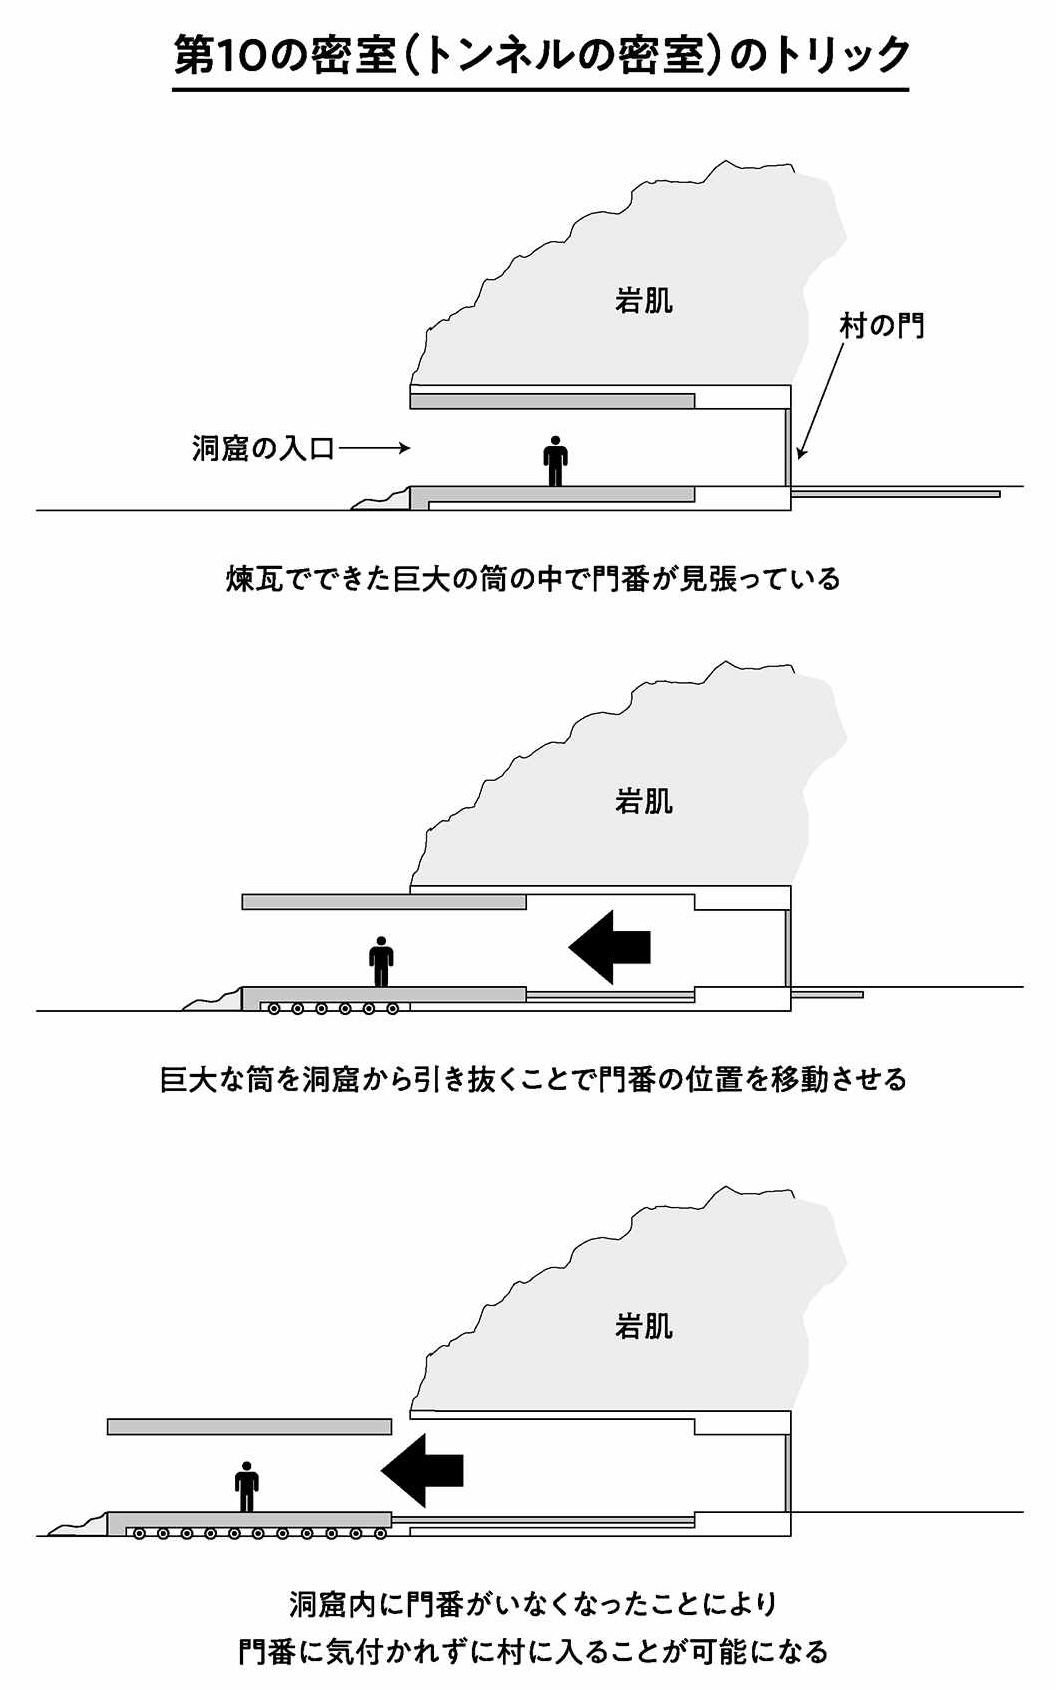 第10の密室(トンネルの密室)のトリック
岩肌
村の門
洞窟の入口
煉瓦でできた巨大の筒の中で門番が見張っている
岩肌
巨大な筒を洞窟から引き抜くことで門番の位置を移動させる
岩肌
洞窟内に門番がいなくなったことにより
門番に気付かれずに村に入ることが可能になる